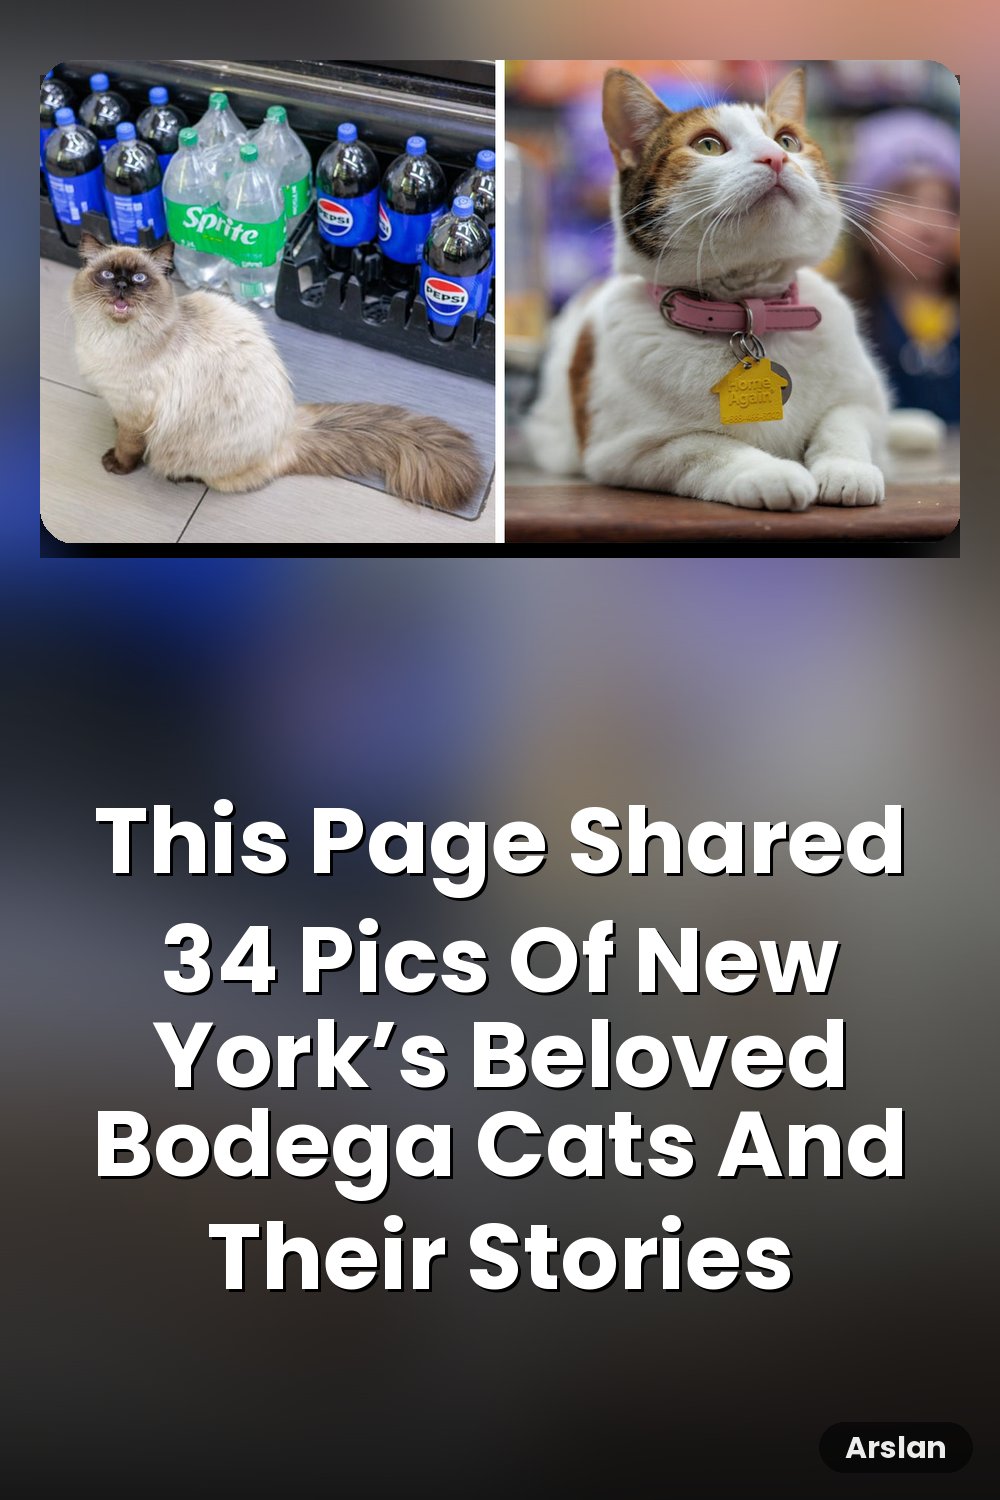 Sprite
PEPSI
PEPSI
Home
Again
This Page Shared
34 Pics Of New
York’s Beloved
Bodega Cats And
Their Stories
Arslan